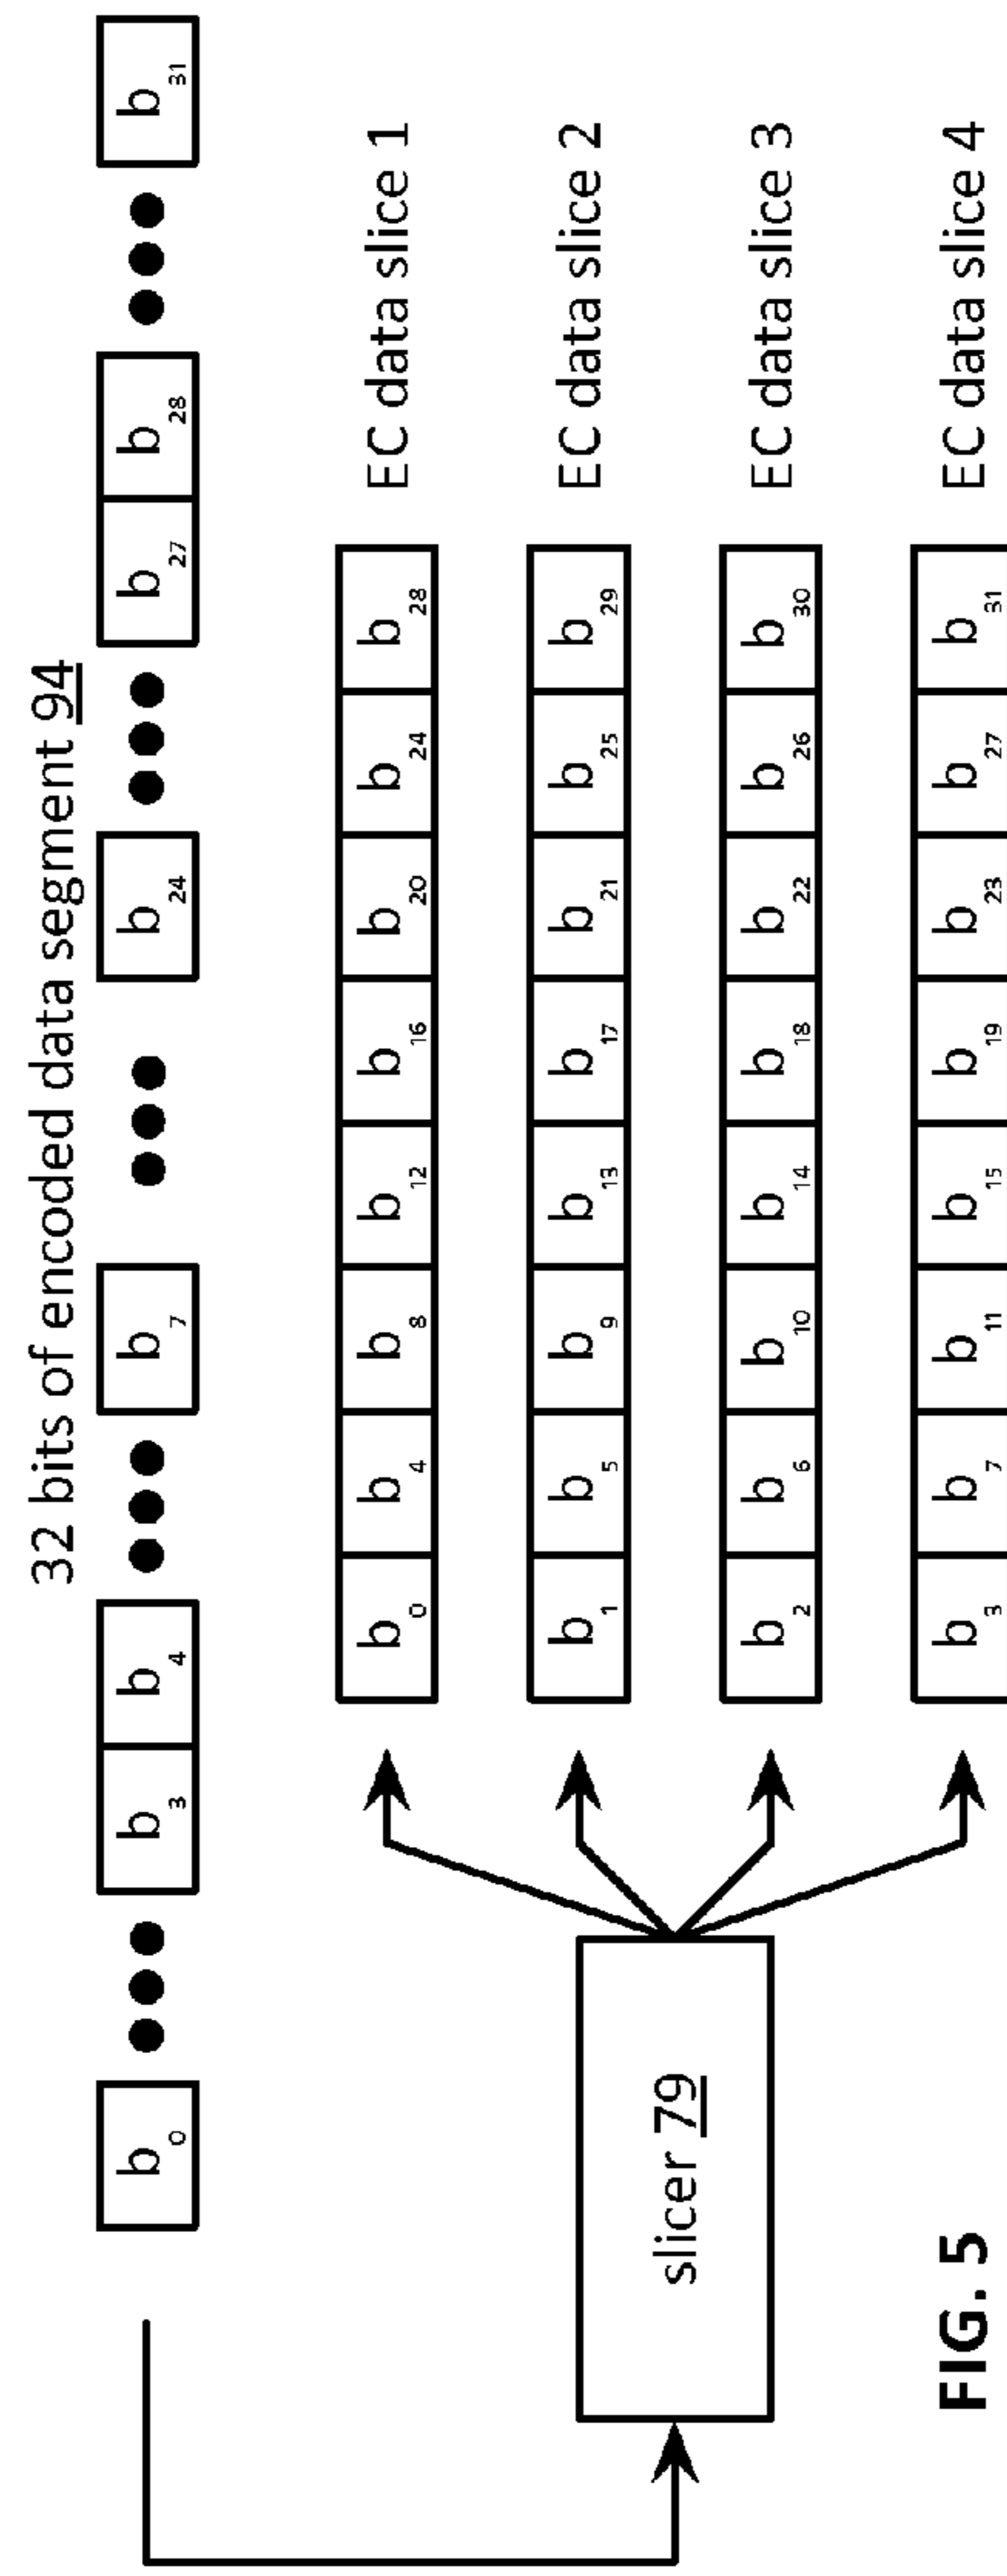 32 bits of encoded data segment 94
b0 ●●● b3 b4 ●●● b7 ●●● b24 ●●● b27 b28 ●●● b31
b0 b4 b8 b12 b16 b20 b24 b28 EC data slice 1
b1 b5 b9 b13 b17 b21 b25 b29 EC data slice 2
slicer 79
b2 b6 b10 b14 b18 b22 b26 b30 EC data slice 3
b3 b7 b11 b15 b19 b23 b27 b31 EC data slice 4
FIG. 5